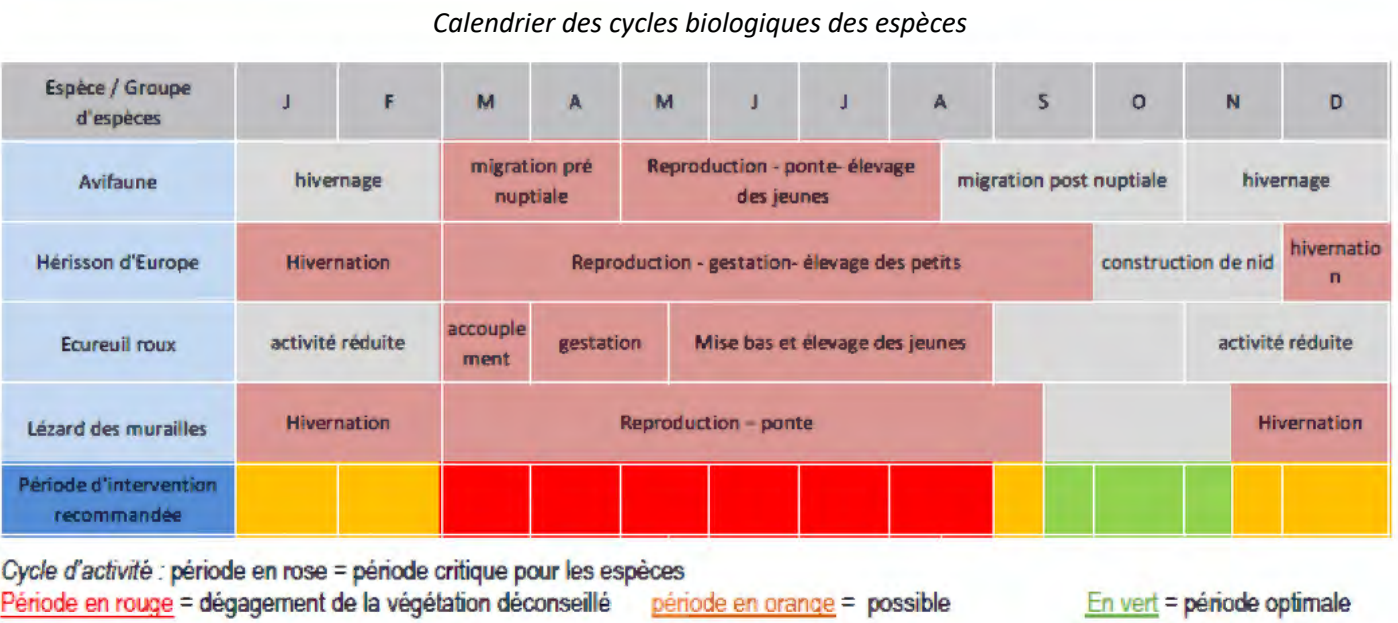 Calendrier des cycles biologiques des espèces
Espèce / Groupe
d'espèces
J F M A M J J A S O N D
Avifaune
hivernage
migration pré
nuptiale
Reproduction - ponte- élevage
des jeunes
migration post nuptiale
hivernage
Hérisson d'Europe
Hivernation
Reproduction - gestation- élevage des petits
construction de nid
hivernatio
n
Ecureuil roux
activité réduite
accouple
ment
gestation
Mise bas et élevage des jeunes
activité réduite
Lézard des murailles
Hivernation
Reproduction – ponte
Hivernation
Période d'intervention
recommandée
Cycle d'activité : période en rose = période critique pour les espèces
Période en rouge = dégagement de la végétation déconseillé période en orange = possible En vert = période optimale